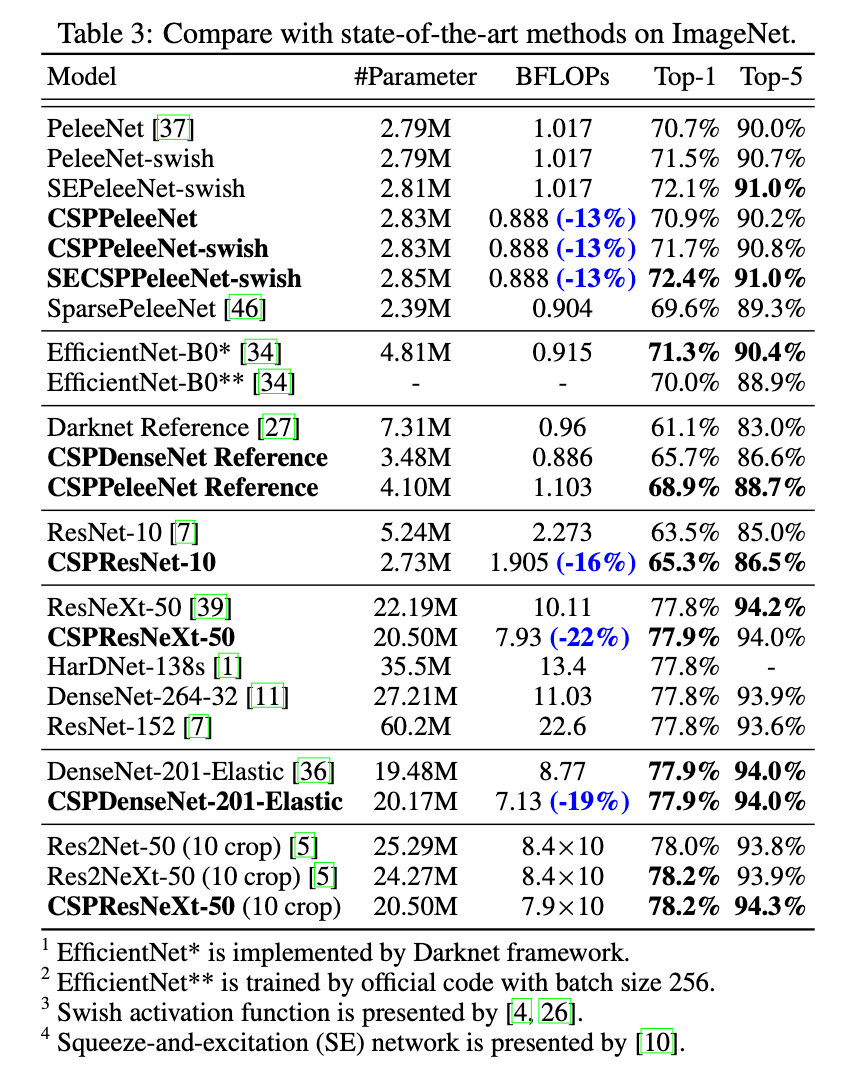 Table 3: Compare with state-of-the-art methods on ImageNet.
Model #Parameter BFLOPs Top-1 Top-5
PeleeNet [37] 2.79M 1.017 70.7% 90.0%
PeleeNet-swish 2.79M 1.017 71.5% 90.7%
SEPeleeNet-swish 2.81M 1.017 72.1% 91.0%
CSPPeleeNet 2.83M 0.888 (-13%) 70.9% 90.2%
CSPPeleeNet-swish 2.83M 0.888 (-13%) 71.7% 90.8%
SECSPPeleeNet-swish 2.85M 0.888 (-13%) 72.4% 91.0%
SparsePeleeNet [46] 2.39M 0.904 69.6% 89.3%
EfficientNet-B0* [34] 4.81M 0.915 71.3% 90.4%
EfficientNet-B0** [34] - - 70.0% 88.9%
Darknet Reference [27] 7.31M 0.96 61.1% 83.0%
CSPDenseNet Reference 3.48M 0.886 65.7% 86.6%
CSPPeleeNet Reference 4.10M 1.103 68.9% 88.7%
ResNet-10 [7] 5.24M 2.273 63.5% 85.0%
CSPResNet-10 2.73M 1.905 (-16%) 65.3% 86.5%
ResNeXt-50 [39] 22.19M 10.11 77.8% 94.2%
CSPResNeXt-50 20.50M 7.93 (-22%) 77.9% 94.0%
HarDNet-138s [1] 35.5M 13.4 77.8% -
DenseNet-264-32 [11] 27.21M 11.03 77.8% 93.9%
ResNet-152 [7] 60.2M 22.6 77.8% 93.6%
DenseNet-201-Elastic [36] 19.48M 8.77 77.9% 94.0%
CSPDenseNet-201-Elastic 20.17M 7.13 (-19%) 77.9% 94.0%
Res2Net-50 (10 crop) [5] 25.29M 8.4×10 78.0% 93.8%
Res2NeXt-50 (10 crop) [5] 24.27M 8.4×10 78.2% 93.9%
CSPResNeXt-50 (10 crop) 20.50M 7.9×10 78.2% 94.3%
1 EfficientNet* is implemented by Darknet framework.
2 EfficientNet** is trained by official code with batch size 256.
3 Swish activation function is presented by [4, 26].
4 Squeeze-and-excitation (SE) network is presented by [10].